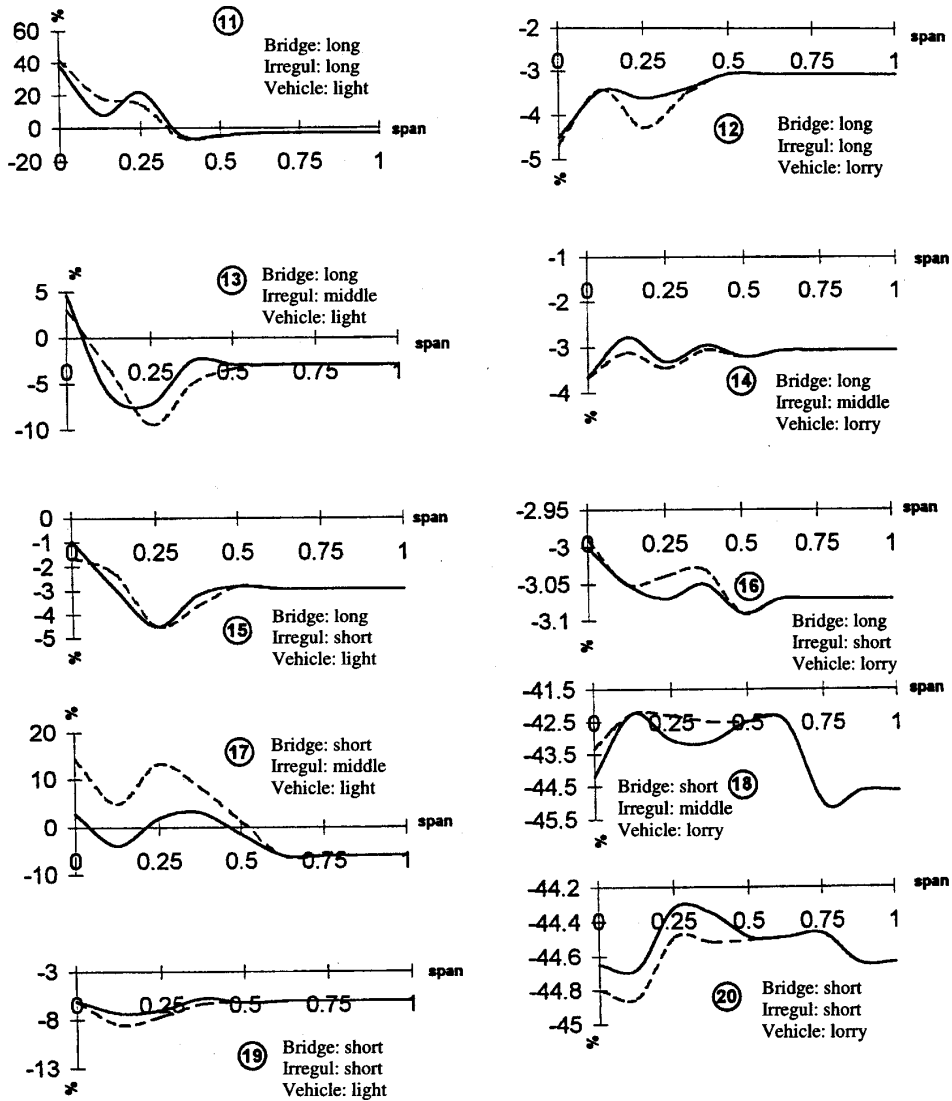 %
60
40
20
0
-20
0
0.25
0.5
0.75
1
span
11
Bridge: long
Irregul: long
Vehicle: light
-2
-3
-4
-5
%
0
0.25
0.5
0.75
1
span
12
Bridge: long
Irregul: long
Vehicle: lorry
%
5
0
-5
-10
0
0.25
0.5
0.75
1
span
13
Bridge: long
Irregul: middle
Vehicle: light
-1
-2
-3
-4
%
0
0.25
0.5
0.75
1
span
14
Bridge: long
Irregul: middle
Vehicle: lorry
0
-1
-2
-3
-4
-5
%
0
0.25
0.5
0.75
1
span
15
Bridge: long
Irregul: short
Vehicle: light
-2.95
-3
-3.05
-3.1
%
0
0.25
0.5
0.75
1
span
16
Bridge: long
Irregul: short
Vehicle: lorry
%
20
10
0
-10
0
0.25
0.5
0.75
1
span
17
Bridge: short
Irregul: middle
Vehicle: light
-41.5
-42.5
-43.5
-44.5
-45.5
%
0
0.25
0.5
0.75
1
span
18
Bridge: short
Irregul: middle
Vehicle: lorry
-3
-8
-13
%
0
0.25
0.5
0.75
1
span
19
Bridge: short
Irregul: short
Vehicle: light
-44.2
-44.4
-44.6
-44.8
-45
%
0
0.25
0.5
0.75
1
span
20
Bridge: short
Irregul: short
Vehicle: lorry